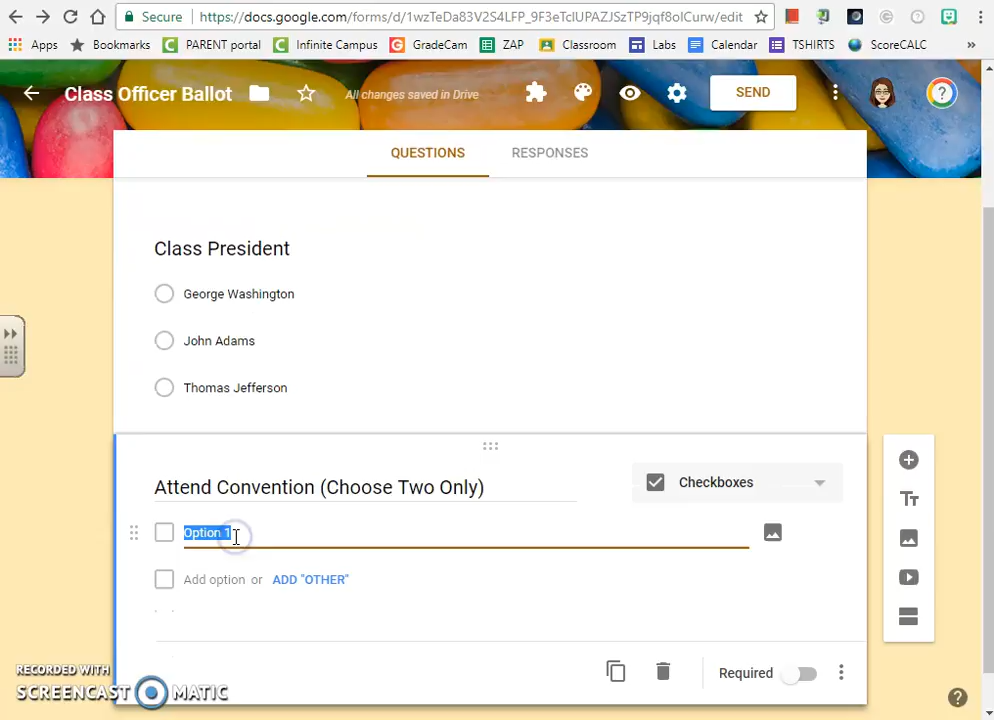 Secure https://docs.google.com/forms/d/1wzTeDa83V2S4LFP_9F3eTclUPAZJSzTP9jqf8oICurw/edit
Apps Bookmarks PARENT portal Infinite Campus GradeCam ZAP Classroom Labs Calendar TSHIRTS ScoreCALC »
Class Officer Ballot All changes saved in Drive SEND
QUESTIONS RESPONSES
Class President
George Washington
John Adams
Thomas Jefferson
Attend Convention (Choose Two Only) Checkboxes
Option 1
Add option or ADD "OTHER"
Required
RECORDED WITH
SCREENCAST MATIC